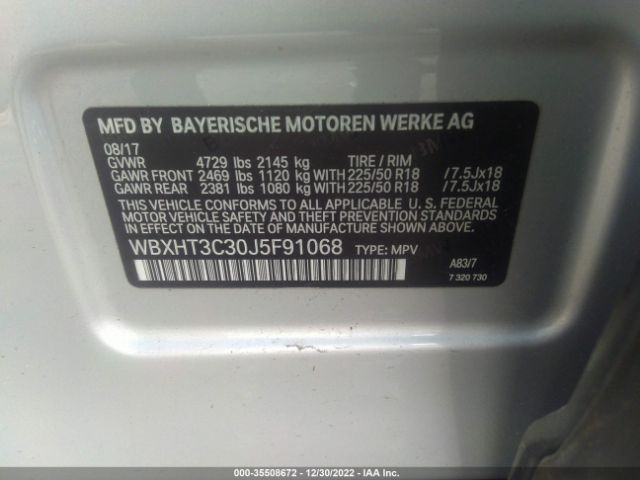 MFD BY BAYERISCHE MOTOREN WERKE AG
08/17
GVWR 4729 lbs 2145 kg TIRE / RIM
GAWR FRONT 2469 lbs 1120 kg WITH 225/50 R18 / 7.5Jx18
GAWR REAR 2381 lbs 1080 kg WITH 225/50 R18 / 7.5Jx18
THIS VEHICLE CONFORMS TO ALL APPLICABLE U. S. FEDERAL
MOTOR VEHICLE SAFETY, BUMPER, AND THEFT PREVENTION
STANDARDS IN EFFECT ON THE DATE OF MANUFACTURE SHOWN ABOVE.
WBXHT3C30J5F91068 TYPE: MPV
A83/7
7 320 730
000-35508672 - 12/30/2022 - IAA Inc.